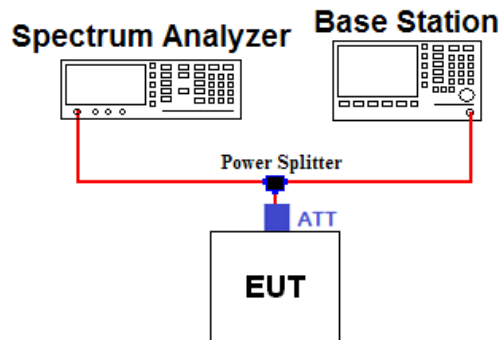 Spectrum Analyzer
Base Station
Power Splitter
ATT
EUT